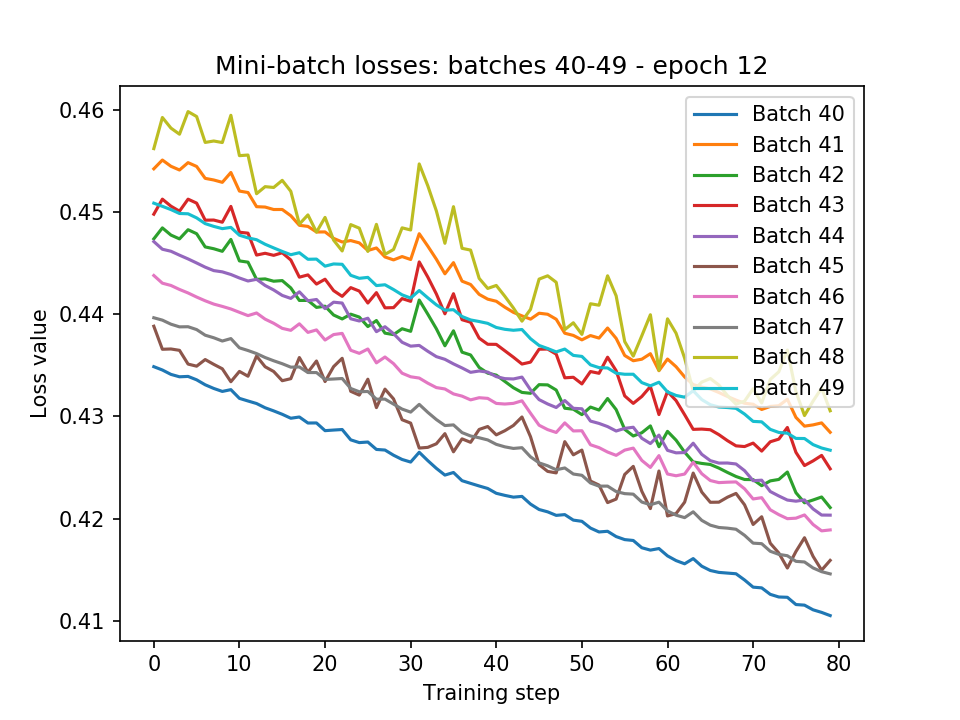 Mini-batch losses: batches 40-49 - epoch 12
0.46
0.45
0.44
0.43
0.42
0.41
Loss value
0 10 20 30 40 50 60 70 80
Training step
Batch 40
Batch 41
Batch 42
Batch 43
Batch 44
Batch 45
Batch 46
Batch 47
Batch 48
Batch 49